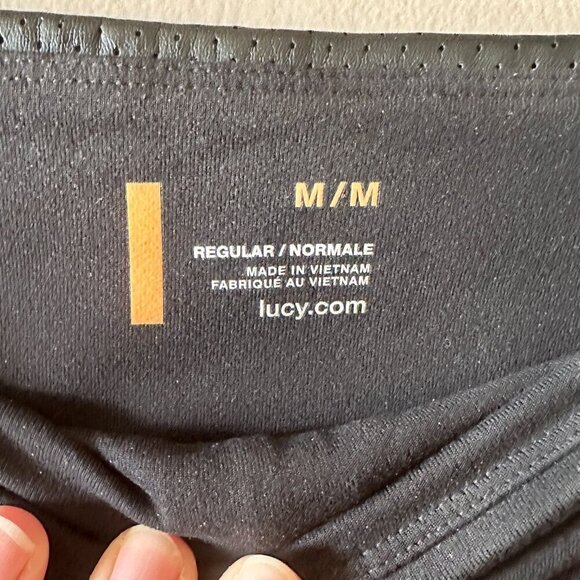 M/M
REGULAR / NORMALE
MADE IN VIETNAM
FABRIQUÉ AU VIETNAM
lucy.com